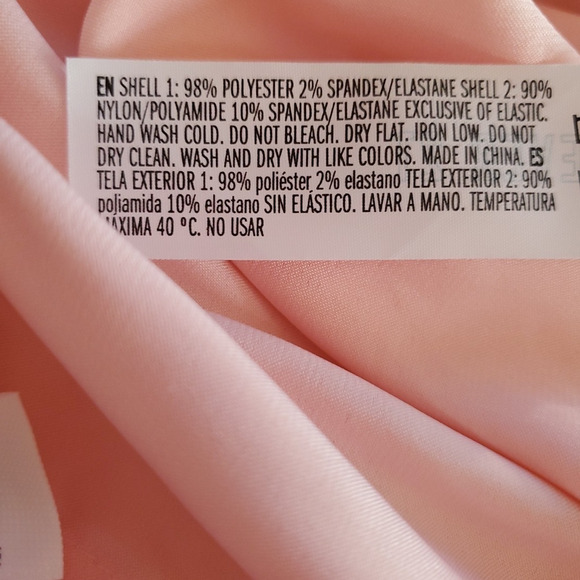 EN SHELL 1: 98% POLYESTER 2% SPANDEX/ELASTANE SHELL 2: 90%
NYLON/POLYAMIDE 10% SPANDEX/ELASTANE EXCLUSIVE OF ELASTIC.
HAND WASH COLD. DO NOT BLEACH. DRY FLAT. IRON LOW. DO NOT
DRY CLEAN. WASH AND DRY WITH LIKE COLORS. MADE IN CHINA. ES
TELA EXTERIOR 1: 98% poliéster 2% elastano TELA EXTERIOR 2: 90%
poliamida 10% elastano SIN ELÁSTICO. LAVAR A MANO. TEMPERATURA
MÁXIMA 40 ºC. NO USAR